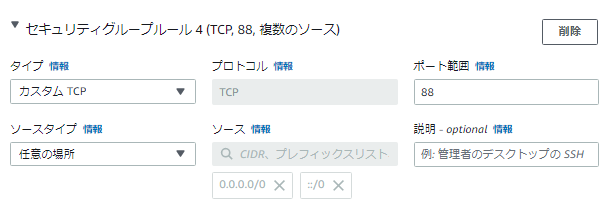 セキュリティグループルール 4 (TCP, 88, 複数のソース)
削除
タイプ 情報
プロトコル 情報
ポート範囲 情報
カスタム TCP
TCP
88
ソースタイプ 情報
ソース 情報
説明 - optional 情報
任意の場所
CIDR、プレフィックスリスト
例: 管理者のデスクトップの SSH
0.0.0.0/0
::/0